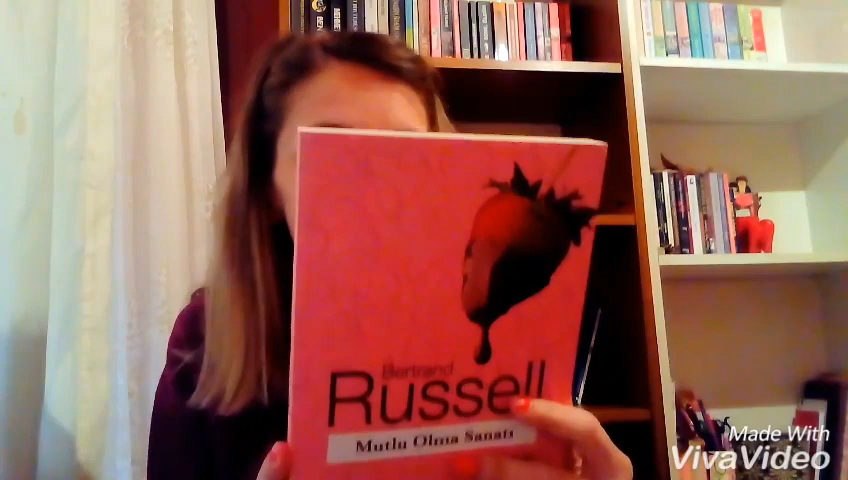 Bertrand
Russell
Mutlu Olma Sanatı
Made With
VivaVideo